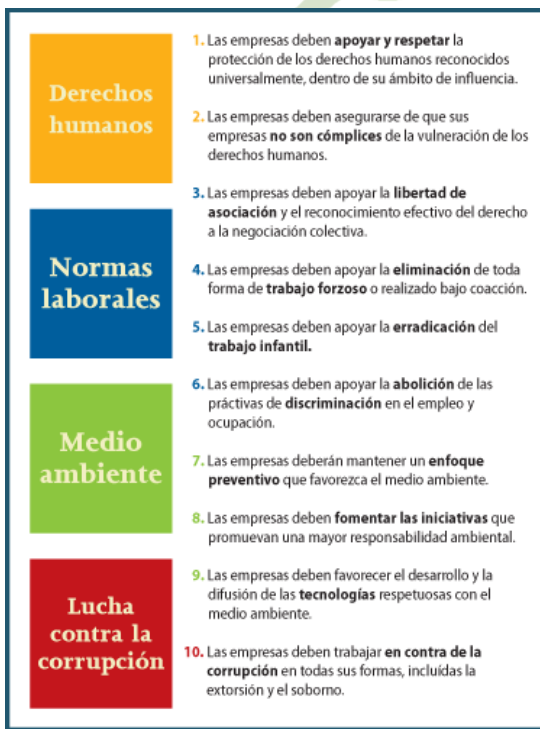 Derechos
humanos
1. Las empresas deben apoyar y respetar la
protección de los derechos humanos reconocidos
universalmente, dentro de su ámbito de influencia.
2. Las empresas deben asegurarse de que sus
empresas no son cómplices de la vulneración de los
derechos humanos.
Normas
laborales
3. Las empresas deben apoyar la libertad de
asociación y el reconocimiento efectivo del derecho
a la negociación colectiva.
4. Las empresas deben apoyar la eliminación de toda
forma de trabajo forzoso o realizado bajo coacción.
5. Las empresas deben apoyar la erradicación del
trabajo infantil.
6. Las empresas deben apoyar la abolición de las
práctivas de discriminación en el empleo y
ocupación.
Medio
ambiente
7. Las empresas deberán mantener un enfoque
preventivo que favorezca el medio ambiente.
8. Las empresas deben fomentar las iniciativas que
promuevan una mayor responsabilidad ambiental.
9. Las empresas deben favorecer el desarrollo y la
difusión de las tecnologías respetuosas con el
medio ambiente.
Lucha
contra la
corrupción
10. Las empresas deben trabajar en contra de la
corrupción en todas sus formas, incluídas la
extorsión y el soborno.